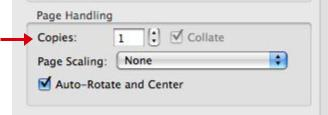 Page Handling
Copies: 1 Collate
Page Scaling: None
Auto-Rotate and Center